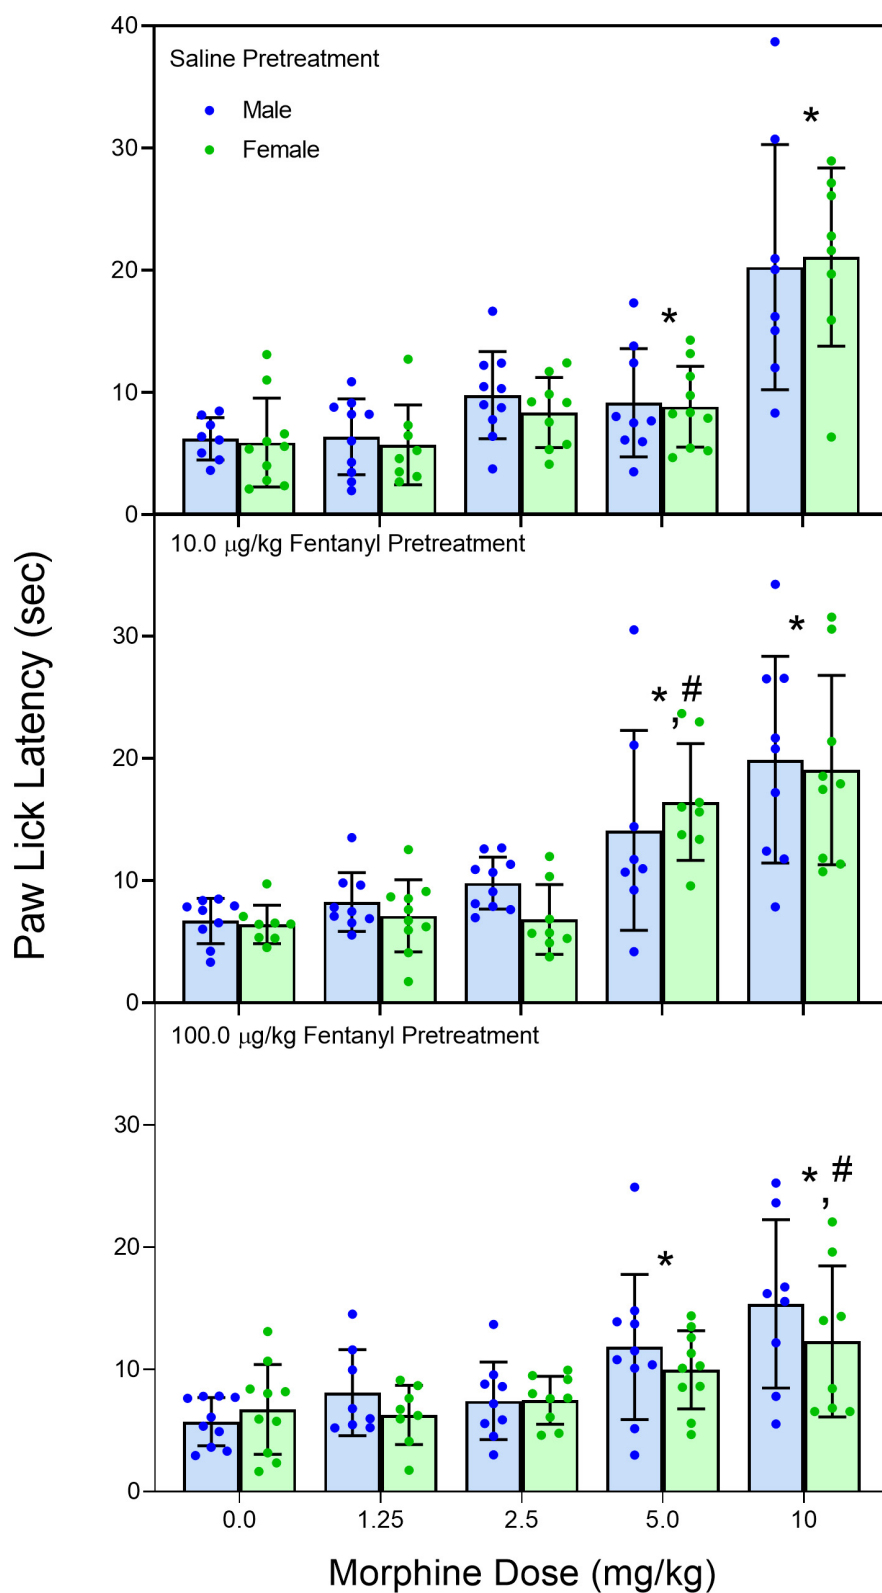 40
Saline Pretreatment
Male
Female
30
*
20
*
10
0
10.0 μg/kg Fentanyl Pretreatment
30
*
*,#
20
10
0
100.0 μg/kg Fentanyl Pretreatment
30
*,#
20
*
10
0
0.0 1.25 2.5 5.0 10
Morphine Dose (mg/kg)
Paw Lick Latency (sec)